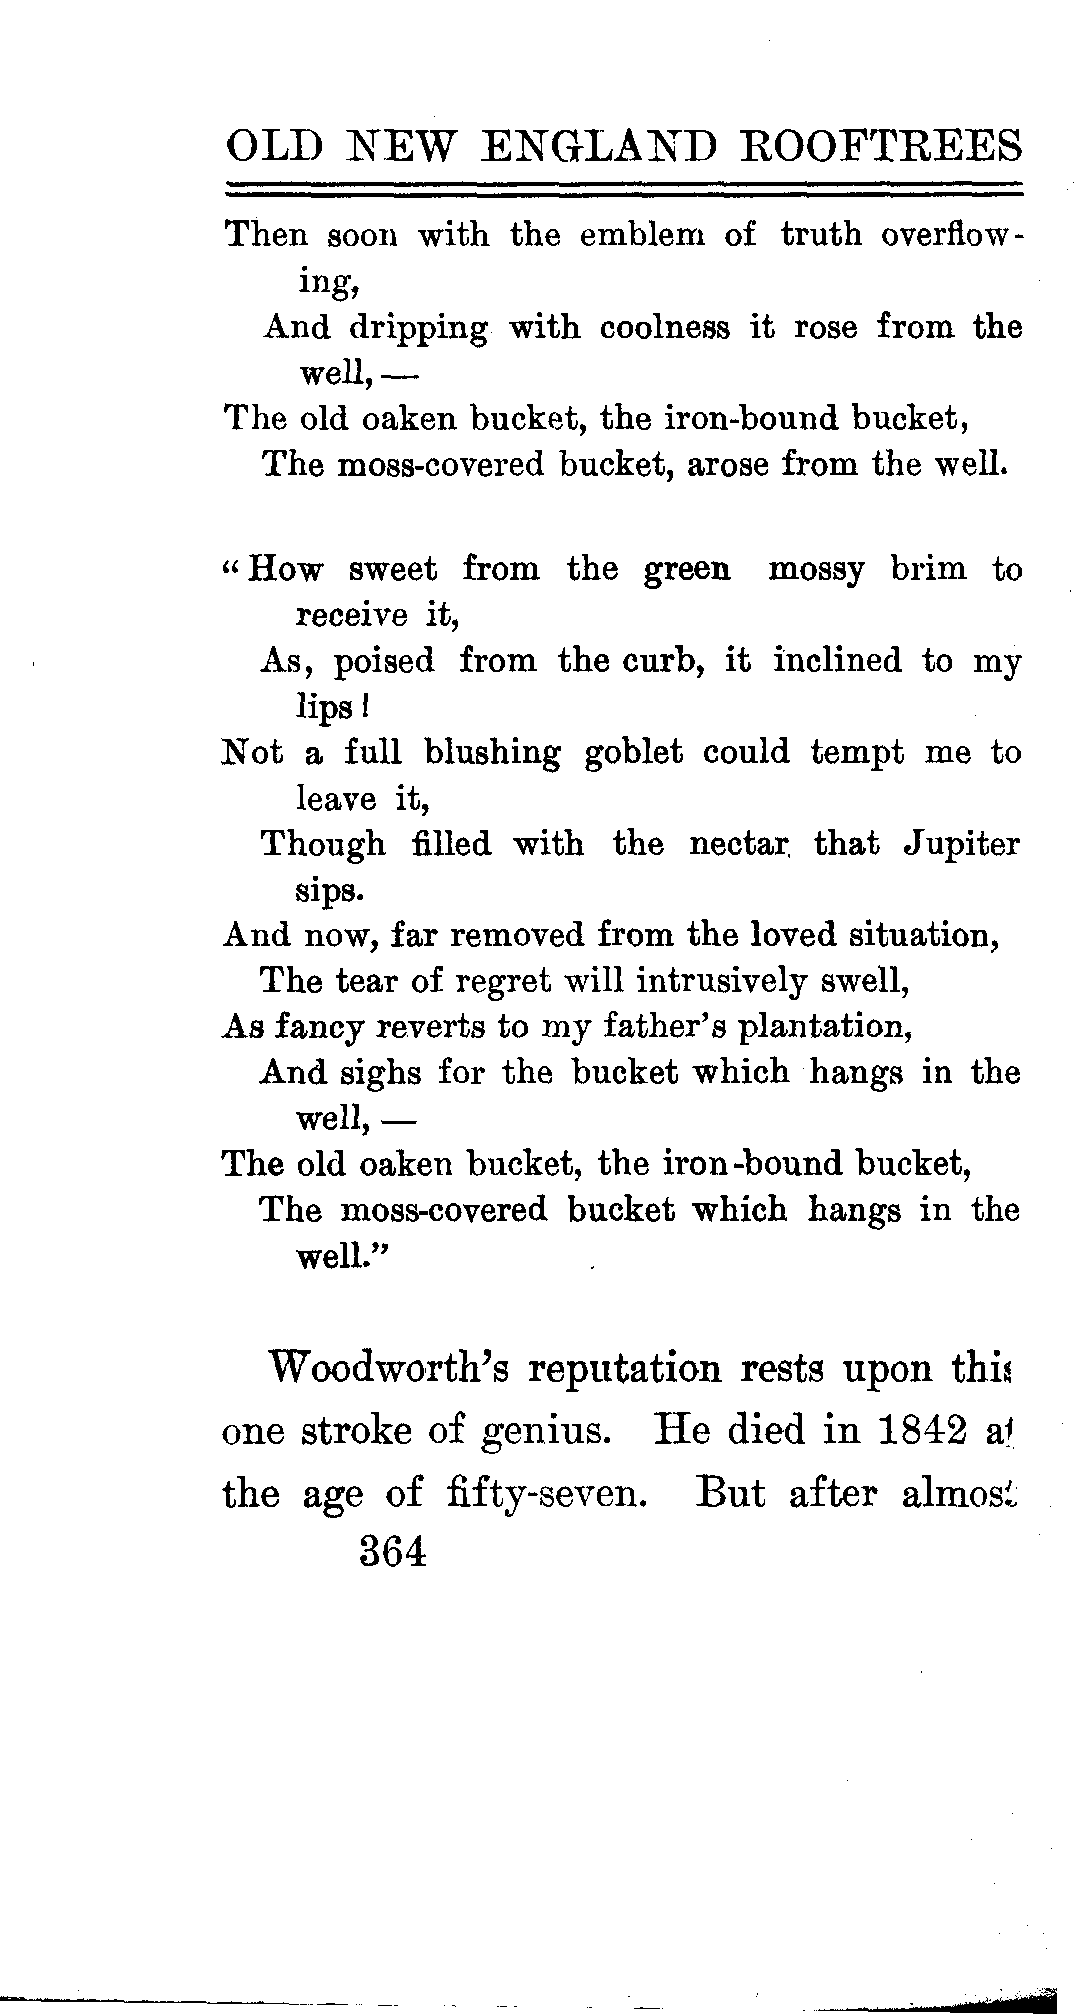 OLD NEW ENGLAND ROOFTREES
Then soon with the emblem of truth overflow-
ing,
And dripping with coolness it rose from the
well, —
The old oaken bucket, the iron-bound bucket,
The moss-covered bucket, arose from the well.
“ How sweet from the green mossy brim to
receive it,
As, poised from the curb, it inclined to my
lips!
Not a full blushing goblet could tempt me to
leave it,
Though filled with the nectar that Jupiter
sips.
And now, far removed from the loved situation,
The tear of regret will intrusively swell,
As fancy reverts to my father’s plantation,
And sighs for the bucket which hangs in the
well, —
The old oaken bucket, the iron-bound bucket,
The moss-covered bucket which hangs in the
well.”
Woodworth’s reputation rests upon this
one stroke of genius. He died in 1842 at
the age of fifty-seven. But after almost
364